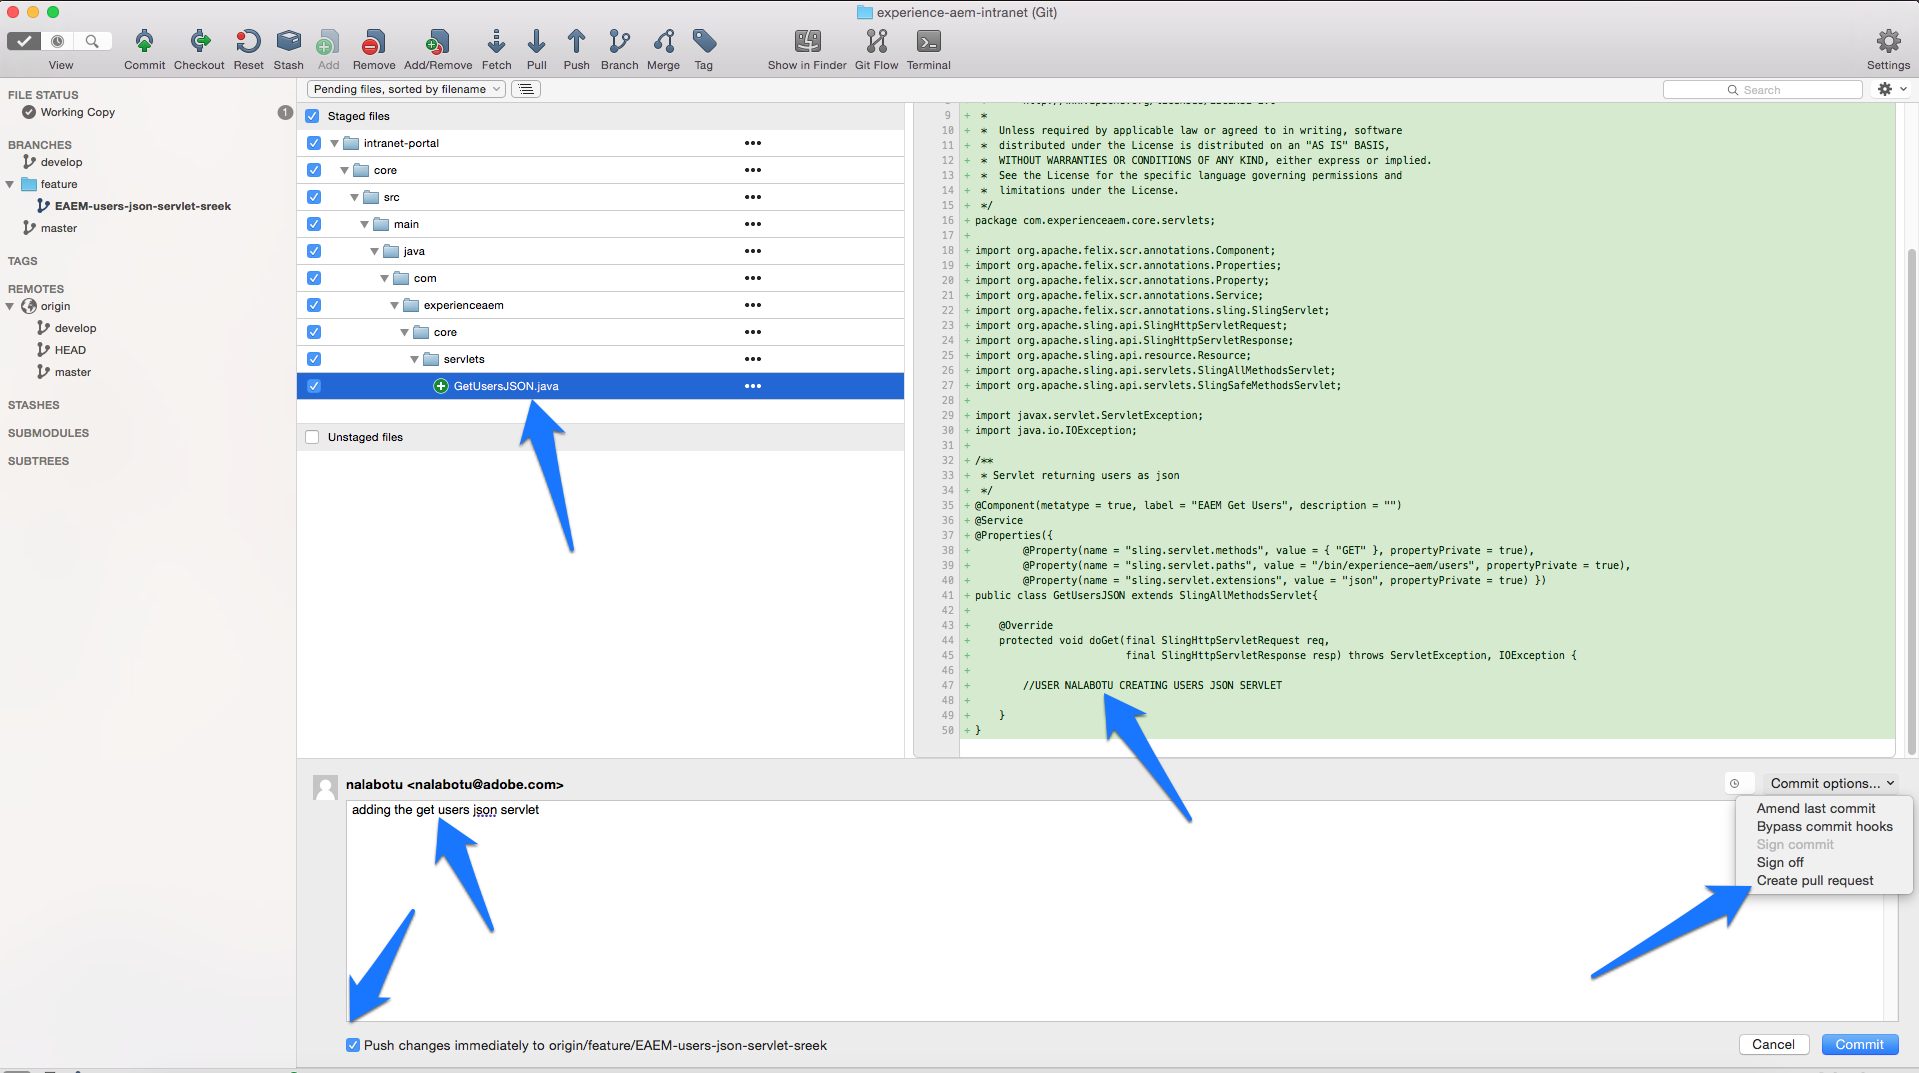 experience-aem-intranet (Git)
View
Commit
Checkout
Reset
Stash
Add
Remove
Add/Remove
Fetch
Pull
Push
Branch
Merge
Tag
Show in Finder
Git Flow
Terminal
Settings
FILE STATUS
Working Copy
1
BRANCHES
develop
feature
EAEM-users-json-servlet-sreek
master
TAGS
REMOTES
origin
develop
HEAD
master
STASHES
SUBMODULES
SUBTREES
Pending files, sorted by filename
Search
Staged files
intranet-portal
core
src
main
java
com
experienceaem
core
servlets
GetUsersJSON.java
Unstaged files
9 + *
10 + * Unless required by applicable law or agreed to in writing, software
11 + * distributed under the License is distributed on an "AS IS" BASIS,
12 + * WITHOUT WARRANTIES OR CONDITIONS OF ANY KIND, either express or implied.
13 + * See the License for the specific language governing permissions and
14 + * limitations under the License.
15 + */
16 + package com.experienceaem.core.servlets;
17 +
18 + import org.apache.felix.scr.annotations.Component;
19 + import org.apache.felix.scr.annotations.Properties;
20 + import org.apache.felix.scr.annotations.Property;
21 + import org.apache.felix.scr.annotations.Service;
22 + import org.apache.felix.scr.annotations.sling.SlingServlet;
23 + import org.apache.sling.api.SlingHttpServletRequest;
24 + import org.apache.sling.api.SlingHttpServletResponse;
25 + import org.apache.sling.api.resource.Resource;
26 + import org.apache.sling.api.servlets.SlingAllMethodsServlet;
27 + import org.apache.sling.api.servlets.SlingSafeMethodsServlet;
28 +
29 + import javax.servlet.ServletException;
30 + import java.io.IOException;
31 +
32 + /**
33 + * Servlet returning users as json
34 + */
35 + @Component(metatype = true, label = "EAEM Get Users", description = "")
36 + @Service
37 + @Properties({
38 + @Property(name = "sling.servlet.methods", value = { "GET" }, propertyPrivate = true),
39 + @Property(name = "sling.servlet.paths", value = "/bin/experience-aem/users", propertyPrivate = true),
40 + @Property(name = "sling.servlet.extensions", value = "json", propertyPrivate = true) })
41 + public class GetUsersJSON extends SlingAllMethodsServlet{
42 +
43 + @Override
44 + protected void doGet(final SlingHttpServletRequest req,
45 + final SlingHttpServletResponse resp) throws ServletException, IOException {
46 +
47 + //USER NALABOTU CREATING USERS JSON SERVLET
48 +
49 + }
50 + }
nalabotu <nalabotu@adobe.com>
adding the get users json servlet
Commit options...
Amend last commit
Bypass commit hooks
Sign commit
Sign off
Create pull request
Push changes immediately to origin/feature/EAEM-users-json-servlet-sreek
Cancel
Commit